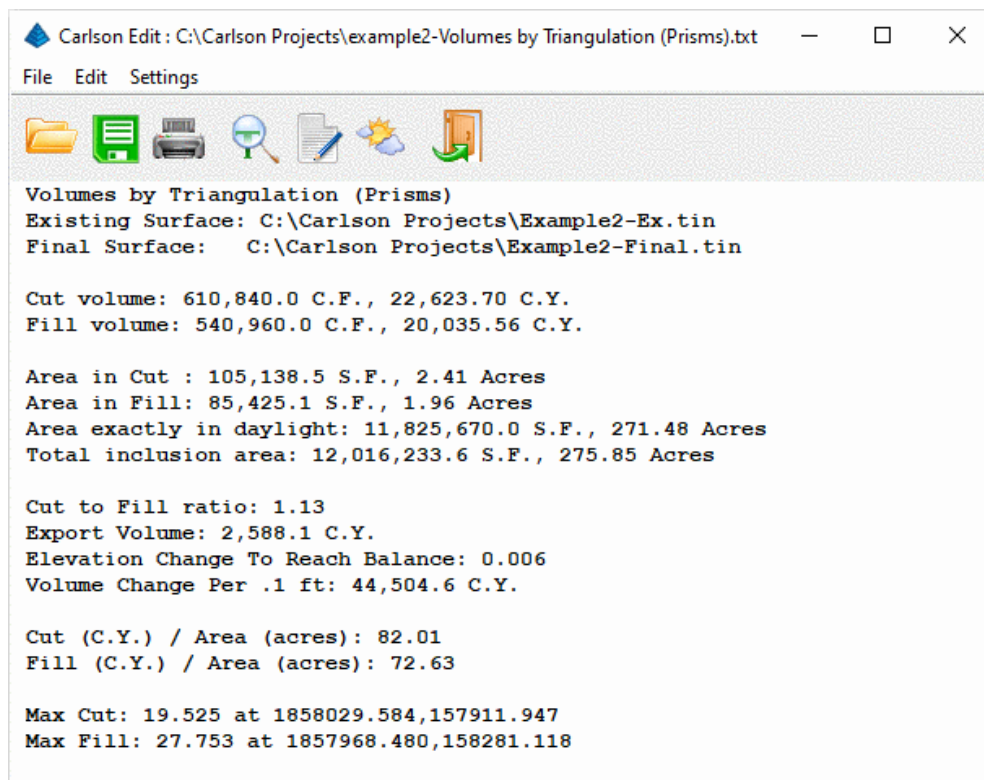 Carlson Edit : C:\Carlson Projects\example2-Volumes by Triangulation (Prisms).txt
File Edit Settings
Volumes by Triangulation (Prisms)
Existing Surface: C:\Carlson Projects\Example2-Ex.tin
Final Surface: C:\Carlson Projects\Example2-Final.tin
Cut volume: 610,840.0 C.F., 22,623.70 C.Y.
Fill volume: 540,960.0 C.F., 20,035.56 C.Y.
Area in Cut : 105,138.5 S.F., 2.41 Acres
Area in Fill: 85,425.1 S.F., 1.96 Acres
Area exactly in daylight: 11,825,670.0 S.F., 271.48 Acres
Total inclusion area: 12,016,233.6 S.F., 275.85 Acres
Cut to Fill ratio: 1.13
Export Volume: 2,588.1 C.Y.
Elevation Change To Reach Balance: 0.006
Volume Change Per .1 ft: 44,504.6 C.Y.
Cut (C.Y.) / Area (acres): 82.01
Fill (C.Y.) / Area (acres): 72.63
Max Cut: 19.525 at 1858029.584,157911.947
Max Fill: 27.753 at 1857968.480,158281.118